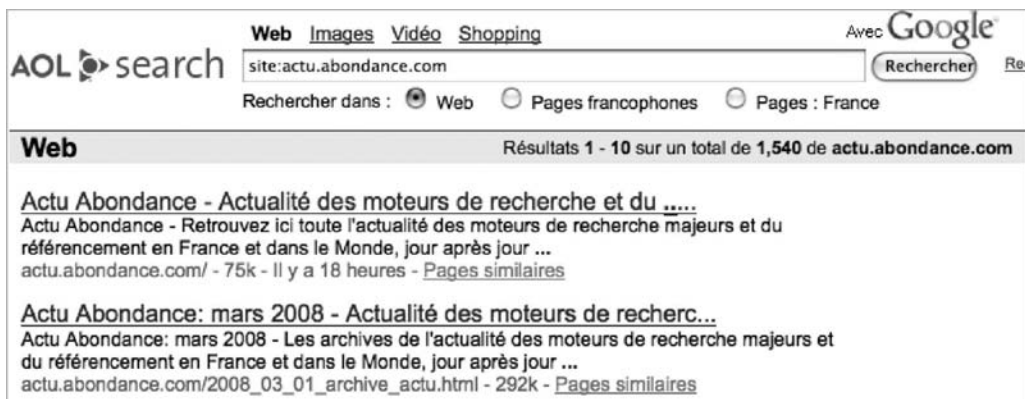 Web Images Vidéo Shopping
Avec Google
AOL search
site:actu.abondance.com
Rechercher
Rechercher dans : Web Pages francophones Pages : France
Web
Résultats 1 - 10 sur un total de 1,540 de actu.abondance.com
Actu Abondance - Actualité des moteurs de recherche et du .....
Actu Abondance - Retrouvez ici toute l'actualité des moteurs de recherche majeurs et du
référencement en France et dans le Monde, jour après jour ...
actu.abondance.com/ - 75k - Il y a 18 heures - Pages similaires
Actu Abondance: mars 2008 - Actualité des moteurs de recherc...
Actu Abondance: mars 2008 - Les archives de l'actualité des moteurs de recherche majeurs et
du référencement en France et dans le Monde, jour après jour ...
actu.abondance.com/2008_03_01_archive_actu.html - 292k - Pages similaires